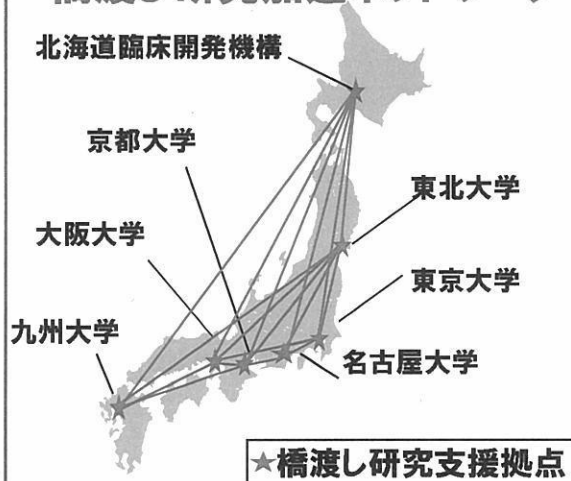 北海道臨床開発機構
京都大学
東北大学
大阪大学
東京大学
九州大学
名古屋大学
★橋渡し研究支援拠点